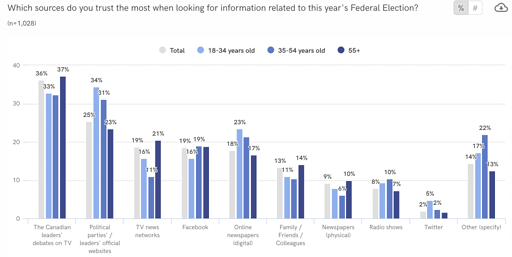 Which sources do you trust the most when looking for information related to this year's Federal Election?
% #
(n=1,028)
Total 18-34 years old 35-54 years old 55+
40
30
20
10
0
36% 33% 37%
25% 34% 31% 23%
19% 16% 11% 21%
19% 16% 19%
18% 23% 17%
13% 11% 14%
9% 6% 10%
8% 10% 7%
2% 5% 2%
14% 17% 22% 13%
The Canadian
leaders'
debates on TV
Political
parties' /
leaders' official
websites
TV news
networks
Facebook
Online
newspapers
(digital)
Family /
Friends /
Colleagues
Newspapers
(physical)
Radio shows
Twitter
Other (specify)